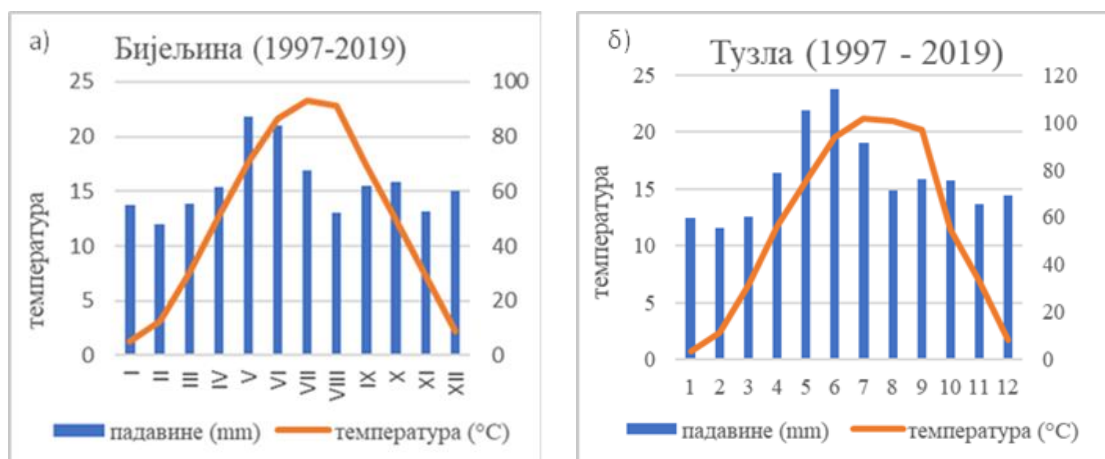 а)
Бијељина (1997-2019)
температура
25
20
15
10
5
0
100
80
60
40
20
0
I II III IV V VI VII VIII IX X XI XII
падавине (mm) температура (°C)
б)
Тузла (1997 - 2019)
температура
25
20
15
10
5
0
120
100
80
60
40
20
0
1 2 3 4 5 6 7 8 9 10 11 12
падавине (mm) температура (°C)